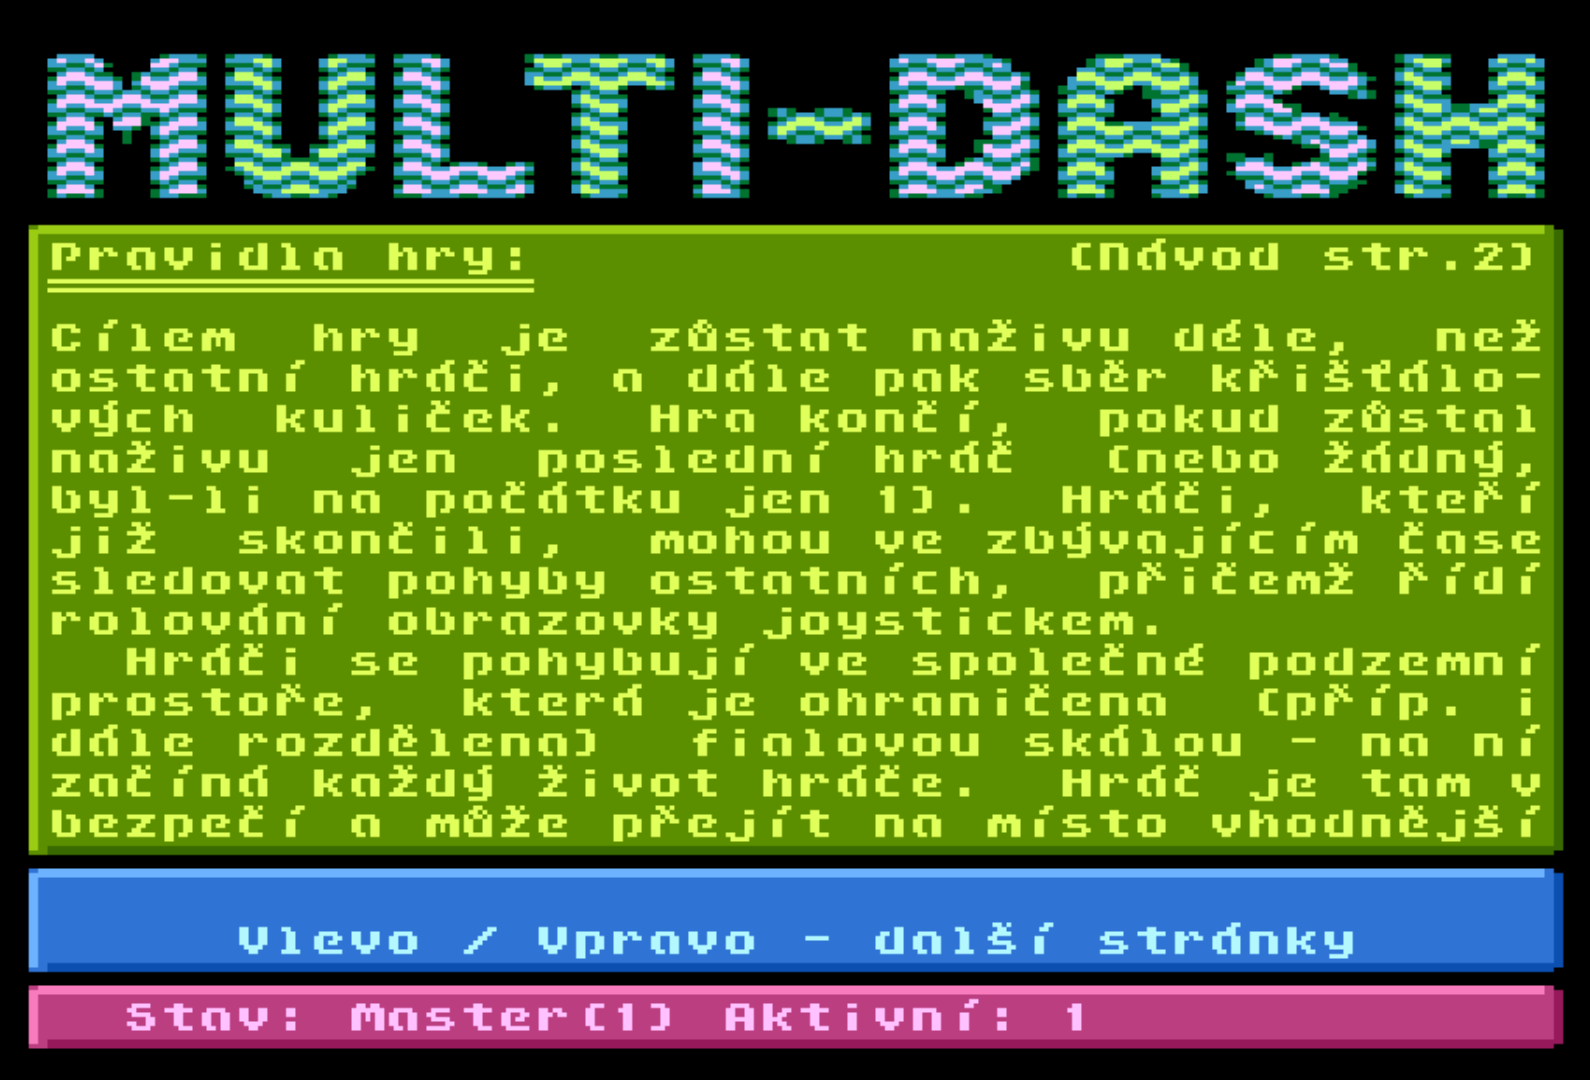 MULTI-DASH
Pravidla hry: (Návod str.2)
Cílem hry je zůstat naživu déle, než
ostatní hráči, a dále pak sběr křišťálo-
vých kuliček. Hra končí, pokud zůstal
naživu jen poslední hráč (nebo žádný,
byl-li na počátku jen 1). Hráči, kteří
již skončili, mohou ve zbývajícím čase
sledovat pohyby ostatních, přičemž řídí
rolování obrazovky joystickem.
Hráči se pohybují ve společné podzemní
prostoře, která je ohraničena (příp. i
dále rozdělena) fialovou skálou - na ní
začíná každý život hráče. Hráč je tam v
bezpečí a může přejít na místo vhodnější
Vlevo / Vpravo - další stránky
Stav: Master(1) Aktivní: 1